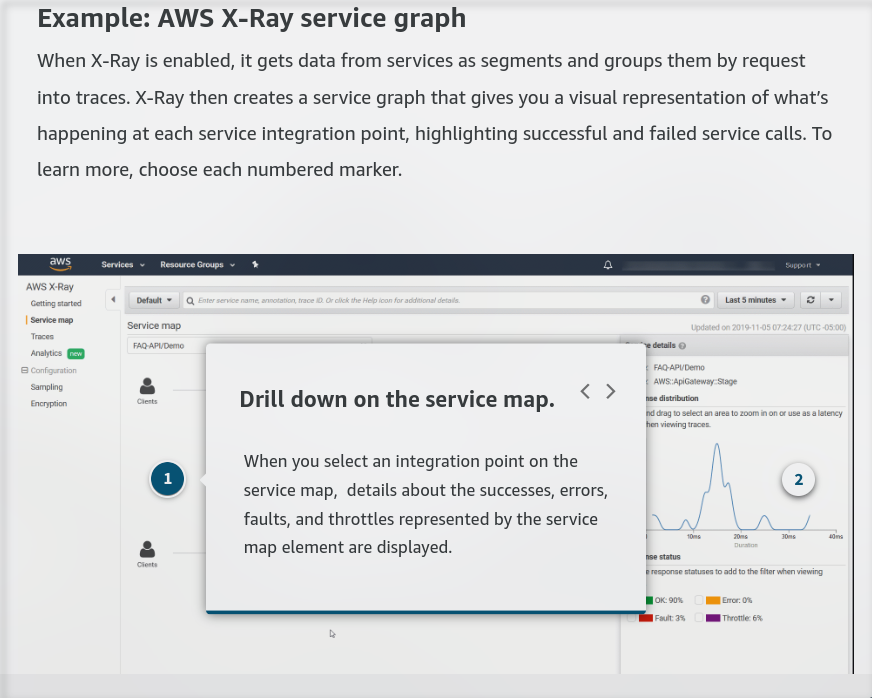 Example: AWS X-Ray service graph
When X-Ray is enabled, it gets data from services as segments and groups them by request
into traces. X-Ray then creates a service graph that gives you a visual representation of what's
happening at each service integration point, highlighting successful and failed service calls. To
learn more, choose each numbered marker.
aws
Services
Resource Groups
Support
AWS X-Ray
Getting started
Service map
Traces
Analytics new
Configuration
Sampling
Encryption
Default
Enter service name, annotation, trace ID. Or click the Help icon for additional details.
Last 5 minutes
Service map
Updated on 2019-11-05 07:24:27 (UTC -05:00)
FAQ-API/Demo
Clients
Clients
1
Drill down on the service map.
When you select an integration point on the
service map, details about the successes, errors,
faults, and throttles represented by the service
map element are displayed.
details
FAQ-API/Demo
AWS::ApiGateway::Stage
distribution
drag to select an area to zoom in on or use as a latency
when viewing traces.
2
10ms 20ms 30ms 40ms
Duration
status
response statuses to add to the filter when viewing
OK: 90% Error: 0%
Fault: 3% Throttle: 6%